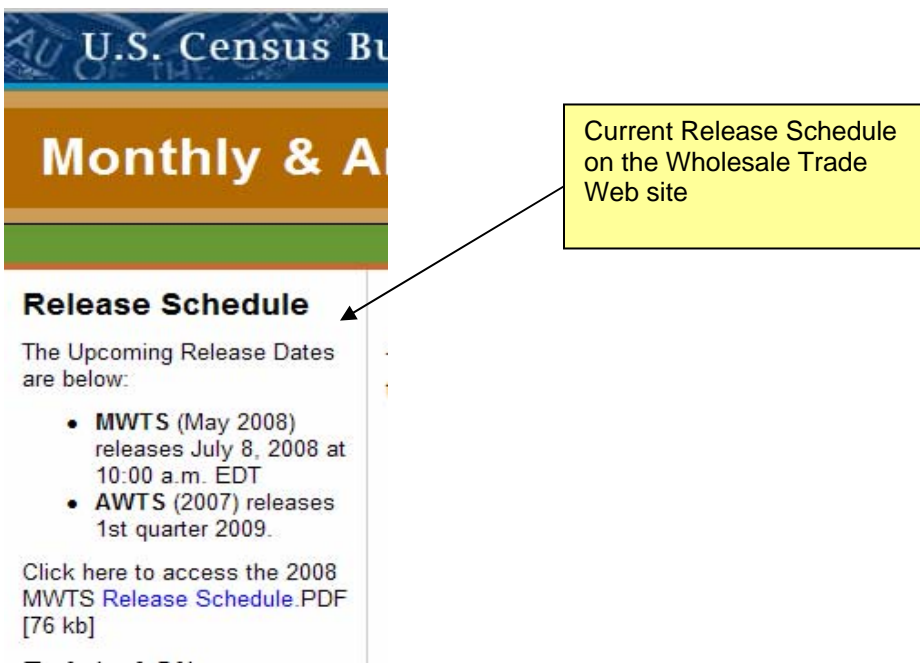 U.S. Census Bu
Monthly & A
Current Release Schedule
on the Wholesale Trade
Web site
Release Schedule
The Upcoming Release Dates
are below:
• MWTS (May 2008)
releases July 8, 2008 at
10:00 a.m. EDT
• AWTS (2007) releases
1st quarter 2009.
Click here to access the 2008
MWTS Release Schedule.PDF
[76 kb]